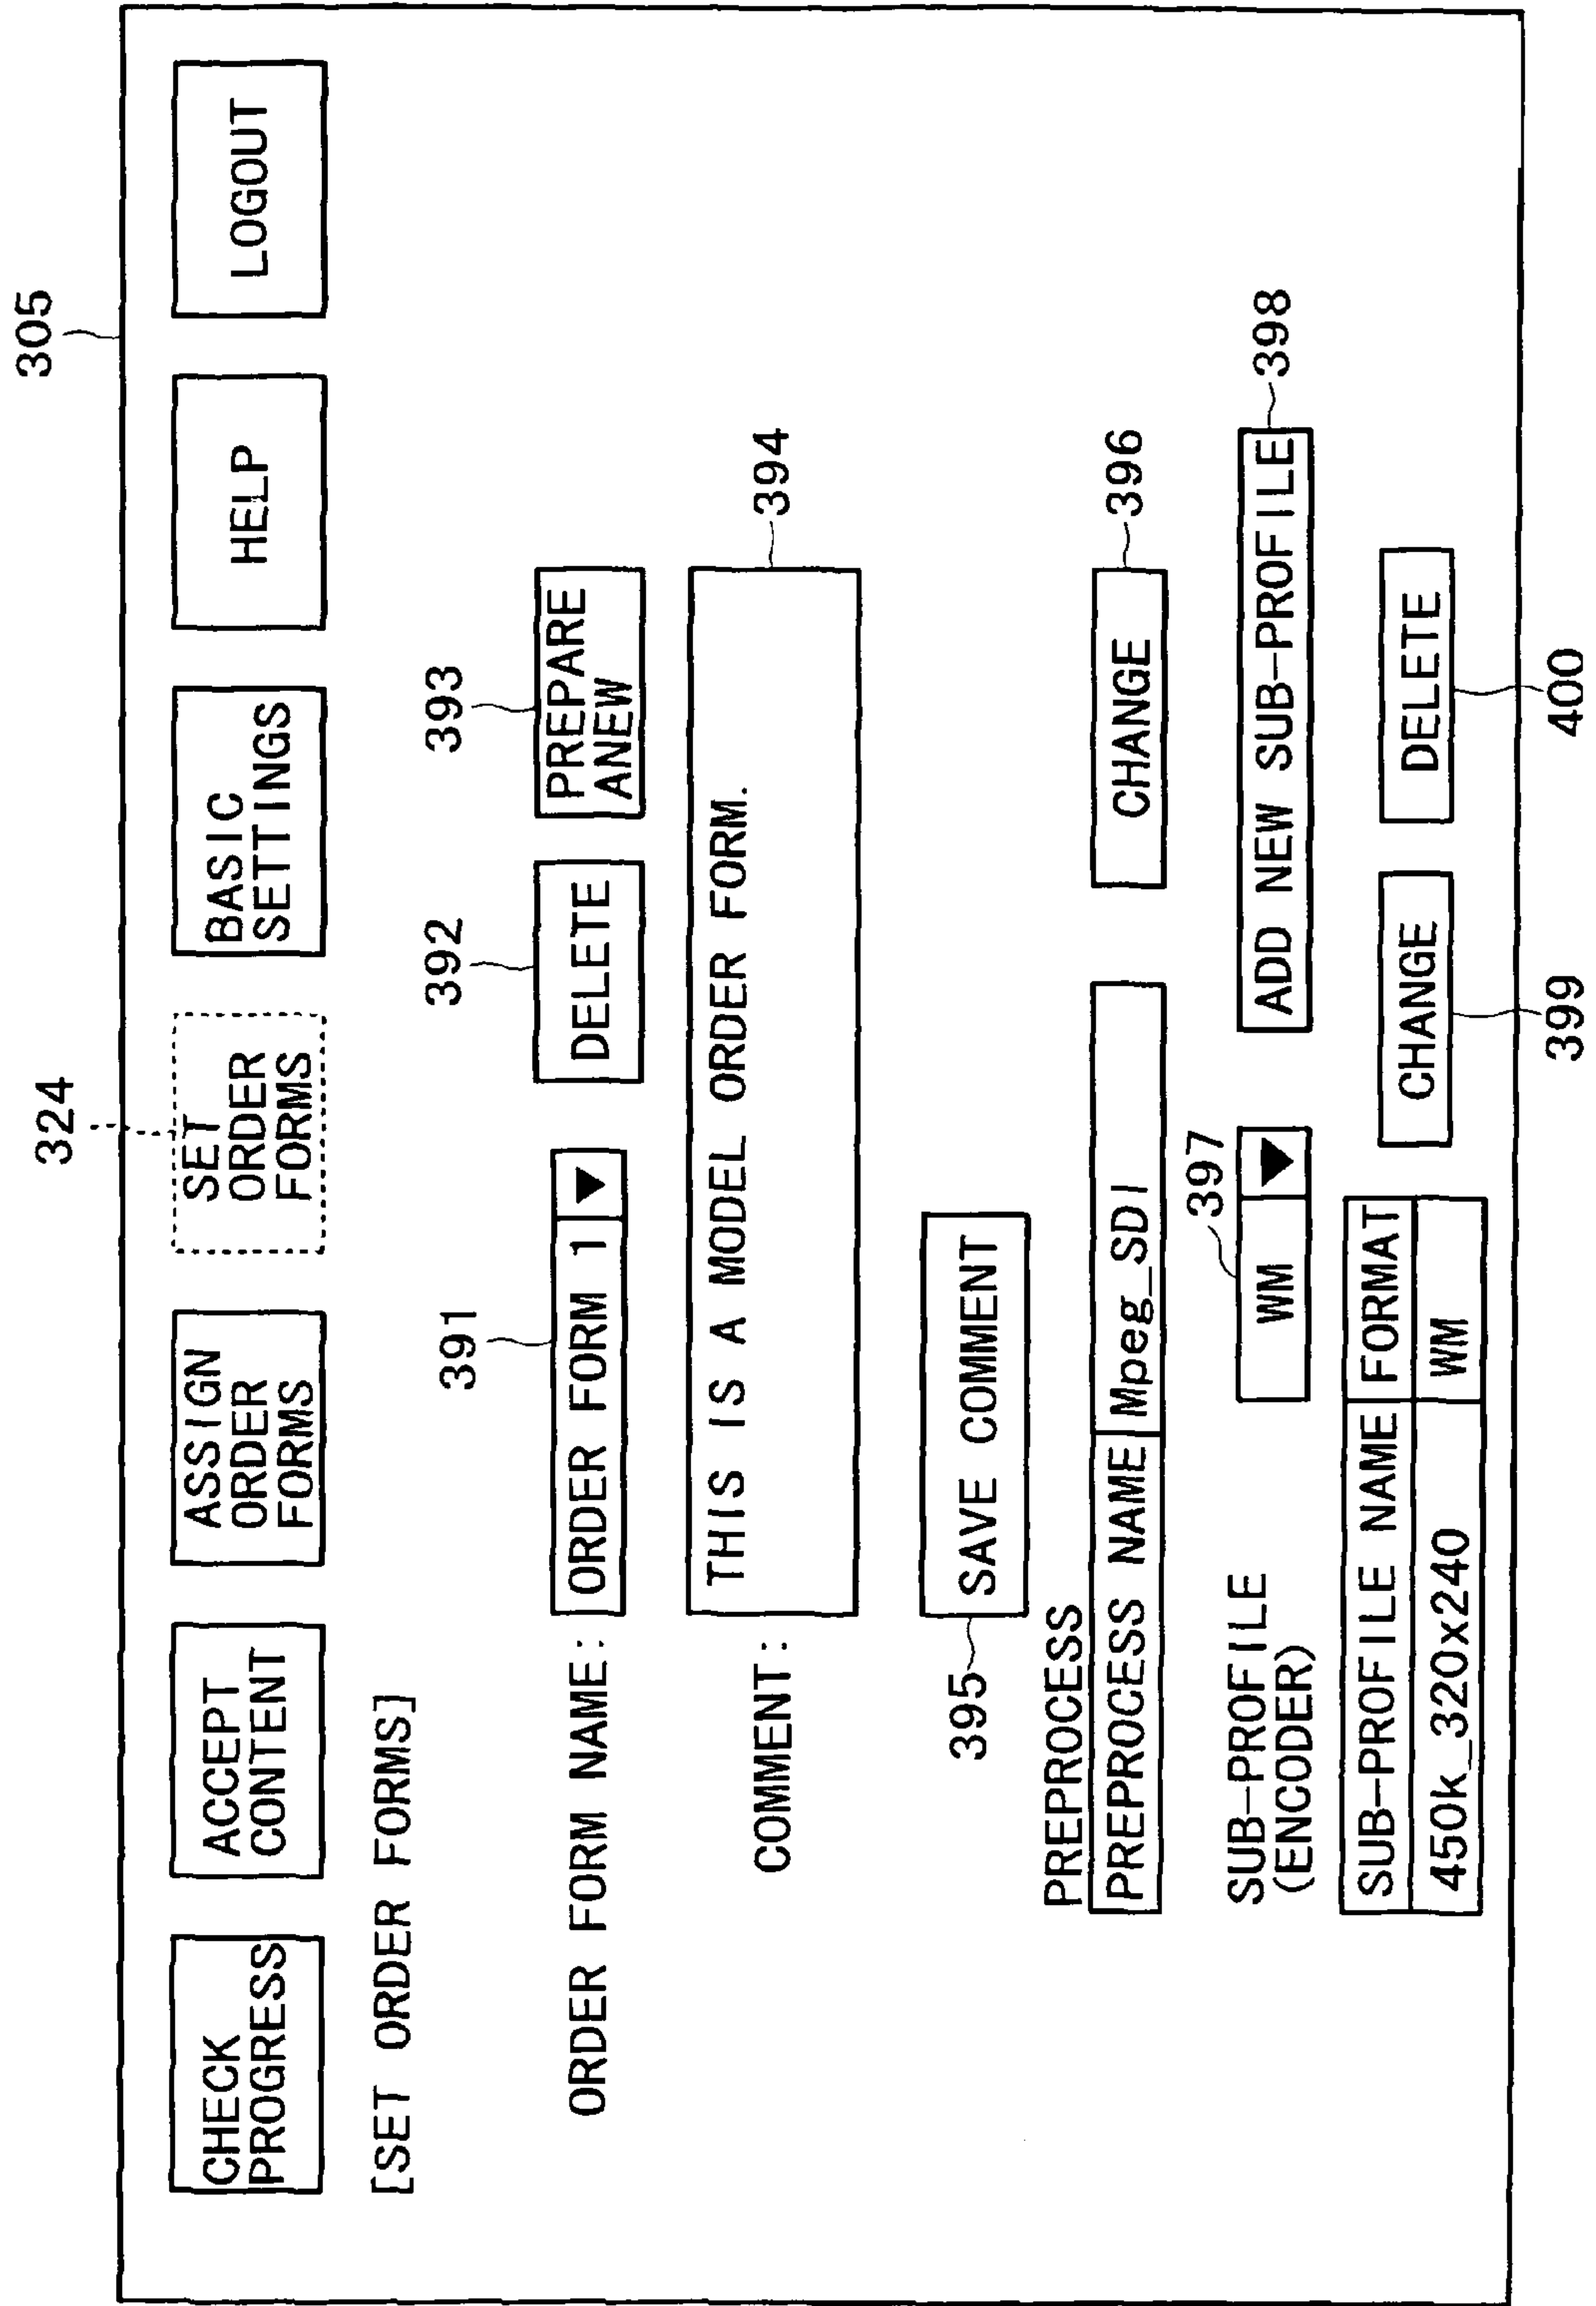 305
324
CHECK
PROGRESS
ACCEPT
CONTENT
ASSIGN
ORDER
FORMS
SET
ORDER
FORMS
BASIC
SETTINGS
HELP
LOGOUT
[SET ORDER FORMS]
391
392
393
ORDER FORM NAME: ORDER FORM 1 ▼ DELETE
PREPARE
ANEW
COMMENT:
THIS IS A MODEL ORDER FORM.
394
395
SAVE COMMENT
PREPROCESS
PREPROCESS NAME Mpeg_SDI CHANGE 396
397
SUB-PROFILE
(ENCODER)
WM ▼ ADD NEW SUB-PROFILE 398
SUB-PROFILE NAME FORMAT
450k_320x240 WM
CHANGE DELETE
399 400